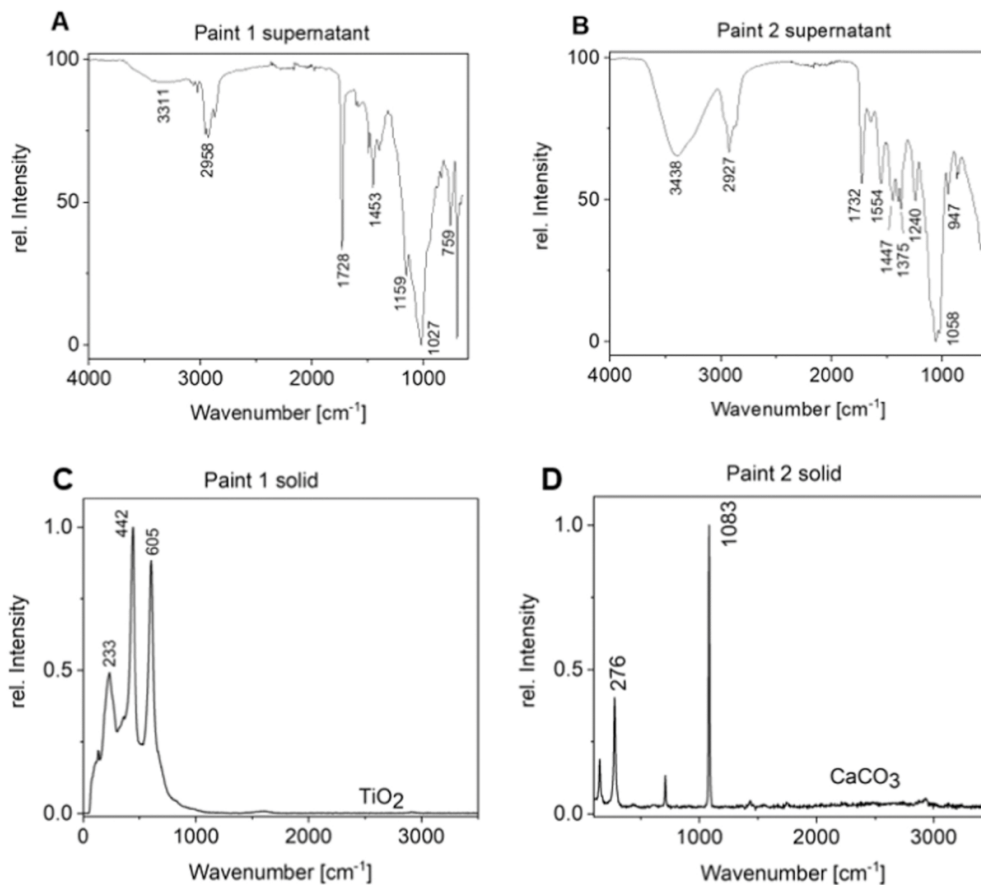 A
Paint 1 supernatant
100
50
0
rel. Intensity
3311
2958
1728
1453
1159
1027
759
4000
3000
2000
1000
Wavenumber [cm⁻¹]
B
Paint 2 supernatant
100
50
0
rel. Intensity
3438
2927
1732
1554
1447
1375
1240
1058
947
4000
3000
2000
1000
Wavenumber [cm⁻¹]
C
Paint 1 solid
1.0
0.5
0.0
rel. Intensity
233
442
605
TiO₂
0
1000
2000
3000
Wavenumber [cm⁻¹]
D
Paint 2 solid
1.0
0.5
0.0
rel. Intensity
276
1083
CaCO₃
1000
2000
3000
Wavenumber [cm⁻¹]